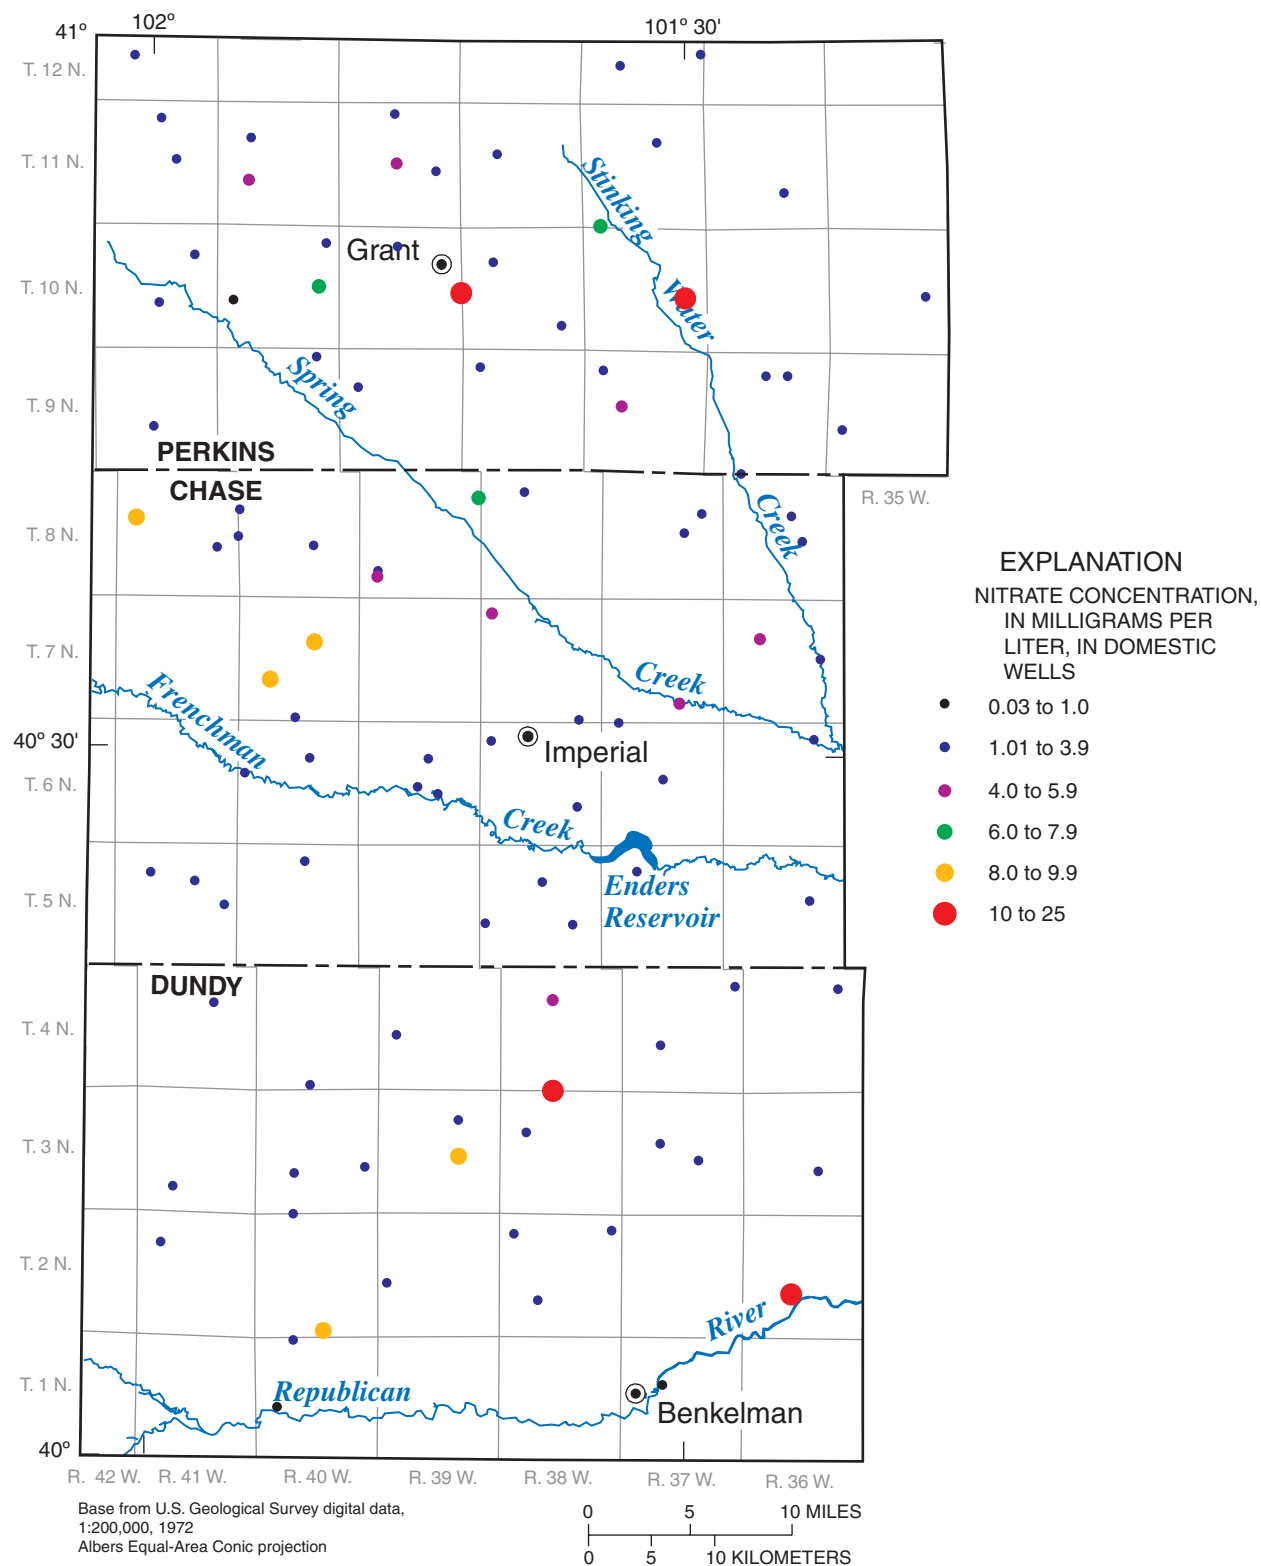 102°
101° 30'
41°
T. 12 N.
T. 11 N.
Stinking
Grant
Water
T. 10 N.
Spring
T. 9 N.
PERKINS
CHASE
R. 35 W.
Creek
T. 8 N.
EXPLANATION
NITRATE CONCENTRATION,
IN MILLIGRAMS PER
LITER, IN DOMESTIC
WELLS
0.03 to 1.0
1.01 to 3.9
4.0 to 5.9
6.0 to 7.9
8.0 to 9.9
10 to 25
T. 7 N.
Creek
Frenchman
40° 30'
Imperial
T. 6 N.
Creek
Enders
Reservoir
T. 5 N.
DUNDY
T. 4 N.
T. 3 N.
T. 2 N.
River
T. 1 N.
Republican
Benkelman
40°
R. 42 W. R. 41 W. R. 40 W. R. 39 W. R. 38 W. R. 37 W. R. 36 W.
Base from U.S. Geological Survey digital data,
1:200,000, 1972
Albers Equal-Area Conic projection
0 5 10 MILES
0 5 10 KILOMETERS